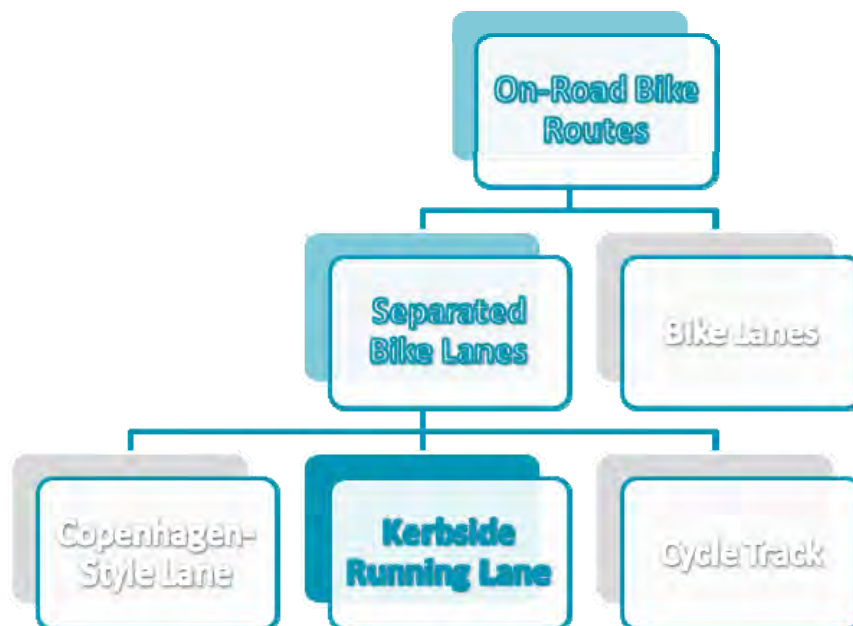 On-Road Bike
Routes
Separated
Bike Lanes
Bike Lanes
Copenhagen-
Style Lane
Kerbside
Running Lane
Cycle Track